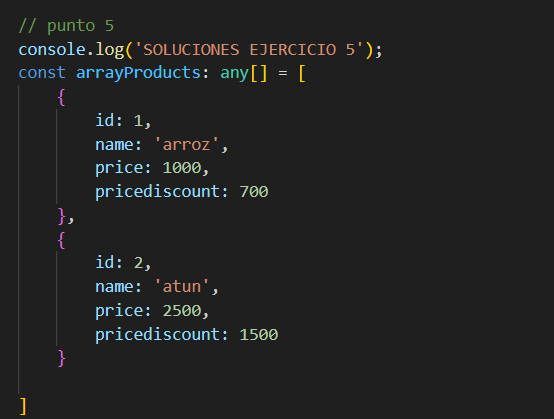 // punto 5
console.log('SOLUCIONES EJERCICIO 5');
const arrayProducts: any[] = [
    {
        id: 1,
        name: 'arroz',
        price: 1000,
        pricediscount: 700
    },
    {
        id: 2,
        name: 'atun',
        price: 2500,
        pricediscount: 1500
    }

]